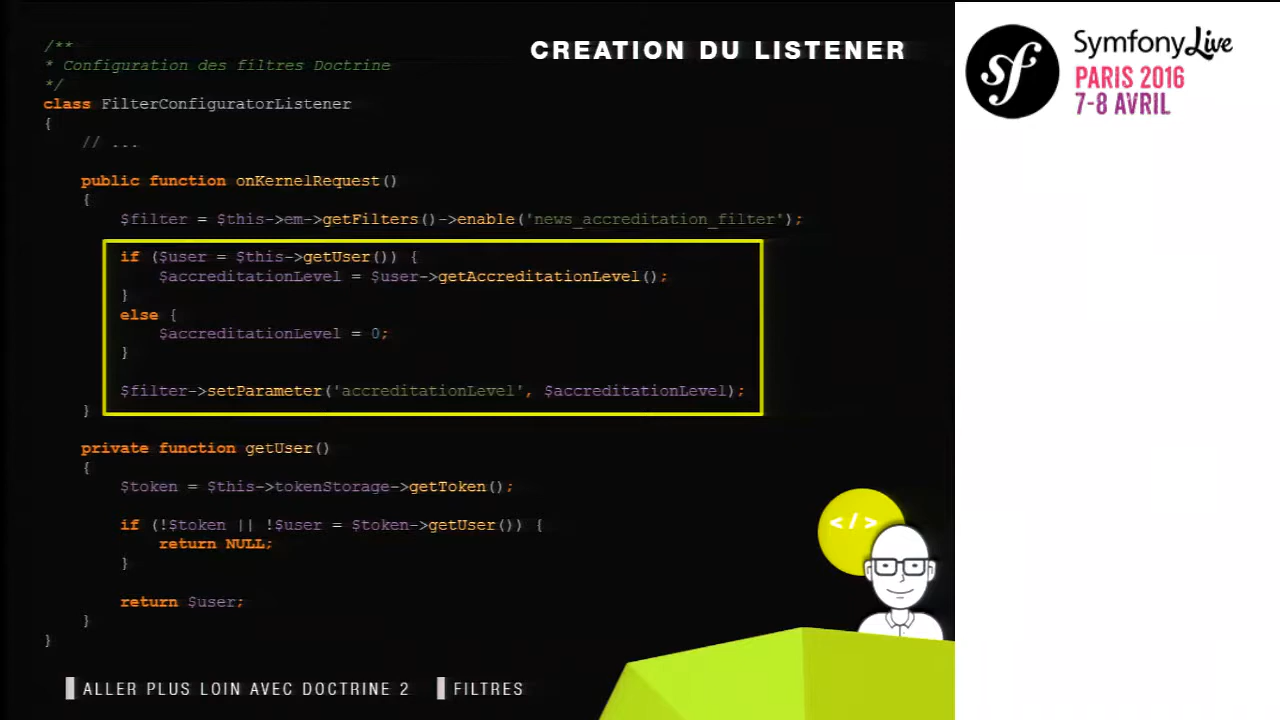 CREATION DU LISTENER
/**
* Configuration des filtres Doctrine
*/
class FilterConfiguratorListener
{
// ...
public function onKernelRequest()
{
$filter = $this->em->getFilters()->enable('news_accreditation_filter');
if ($user = $this->getUser()) {
$accreditationLevel = $user->getAccreditationLevel();
}
else {
$accreditationLevel = 0;
}
$filter->setParameter('accreditationLevel', $accreditationLevel);
}
private function getUser()
{
$token = $this->tokenStorage->getToken();
if (!$token || !$user = $token->getUser()) {
return NULL;
}
return $user;
}
}
</>
ALLER PLUS LOIN AVEC DOCTRINE 2
FILTRES
sf
SymfonyLive
PARIS 2016
7-8 AVRIL